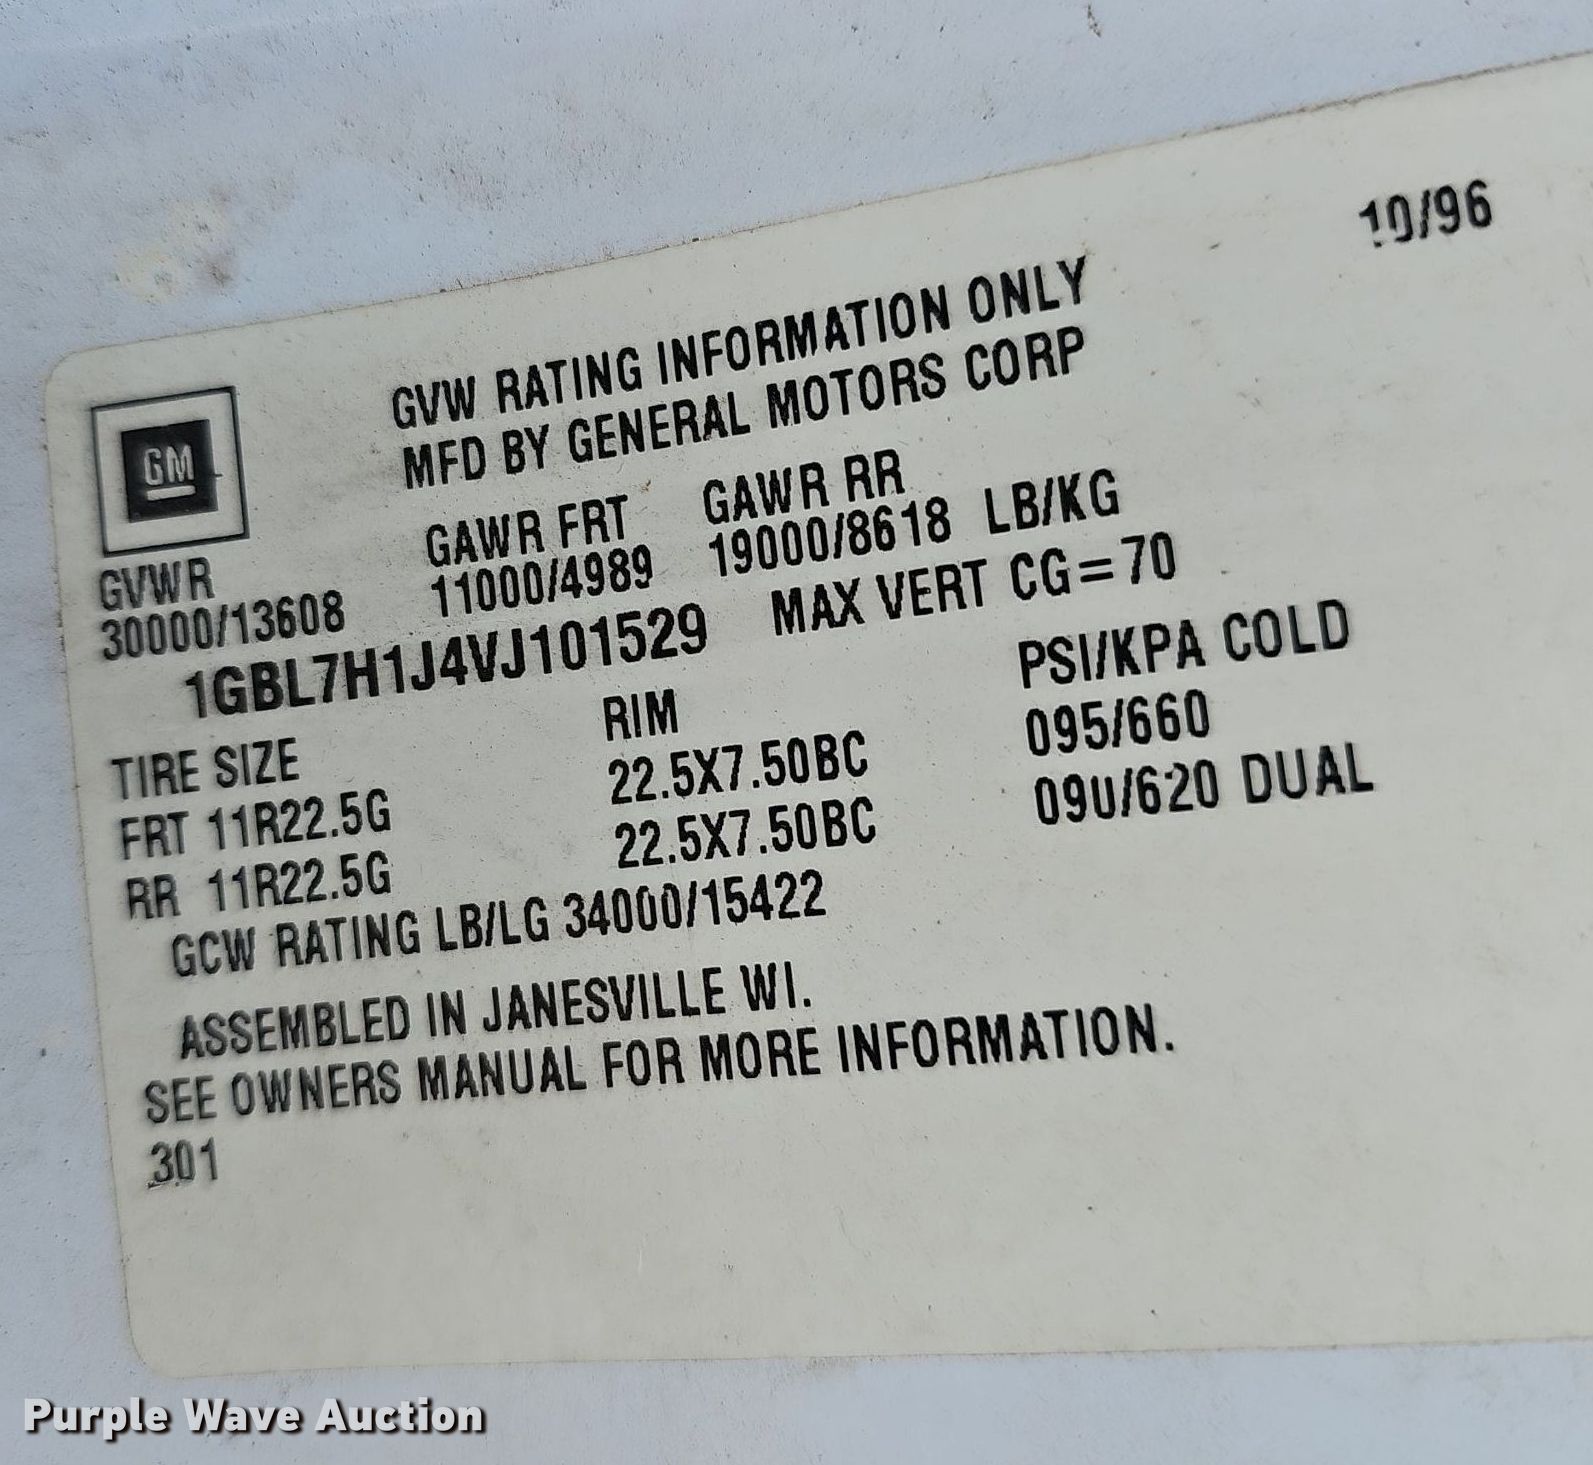 10/96
GVW RATING INFORMATION ONLY
MFD BY GENERAL MOTORS CORP
GM
GVWR GAWR FRT GAWR RR
30000/13608 11000/4989 19000/8618 LB/KG
1GBL7H1J4VJ101529 MAX VERT CG=70
TIRE SIZE RIM PSI/KPA COLD
FRT 11R22.5G 22.5X7.50BC 095/660
RR 11R22.5G 22.5X7.50BC 090/620 DUAL
GCW RATING LB/LG 34000/15422
ASSEMBLED IN JANESVILLE WI.
SEE OWNERS MANUAL FOR MORE INFORMATION.
301
Purple Wave Auction